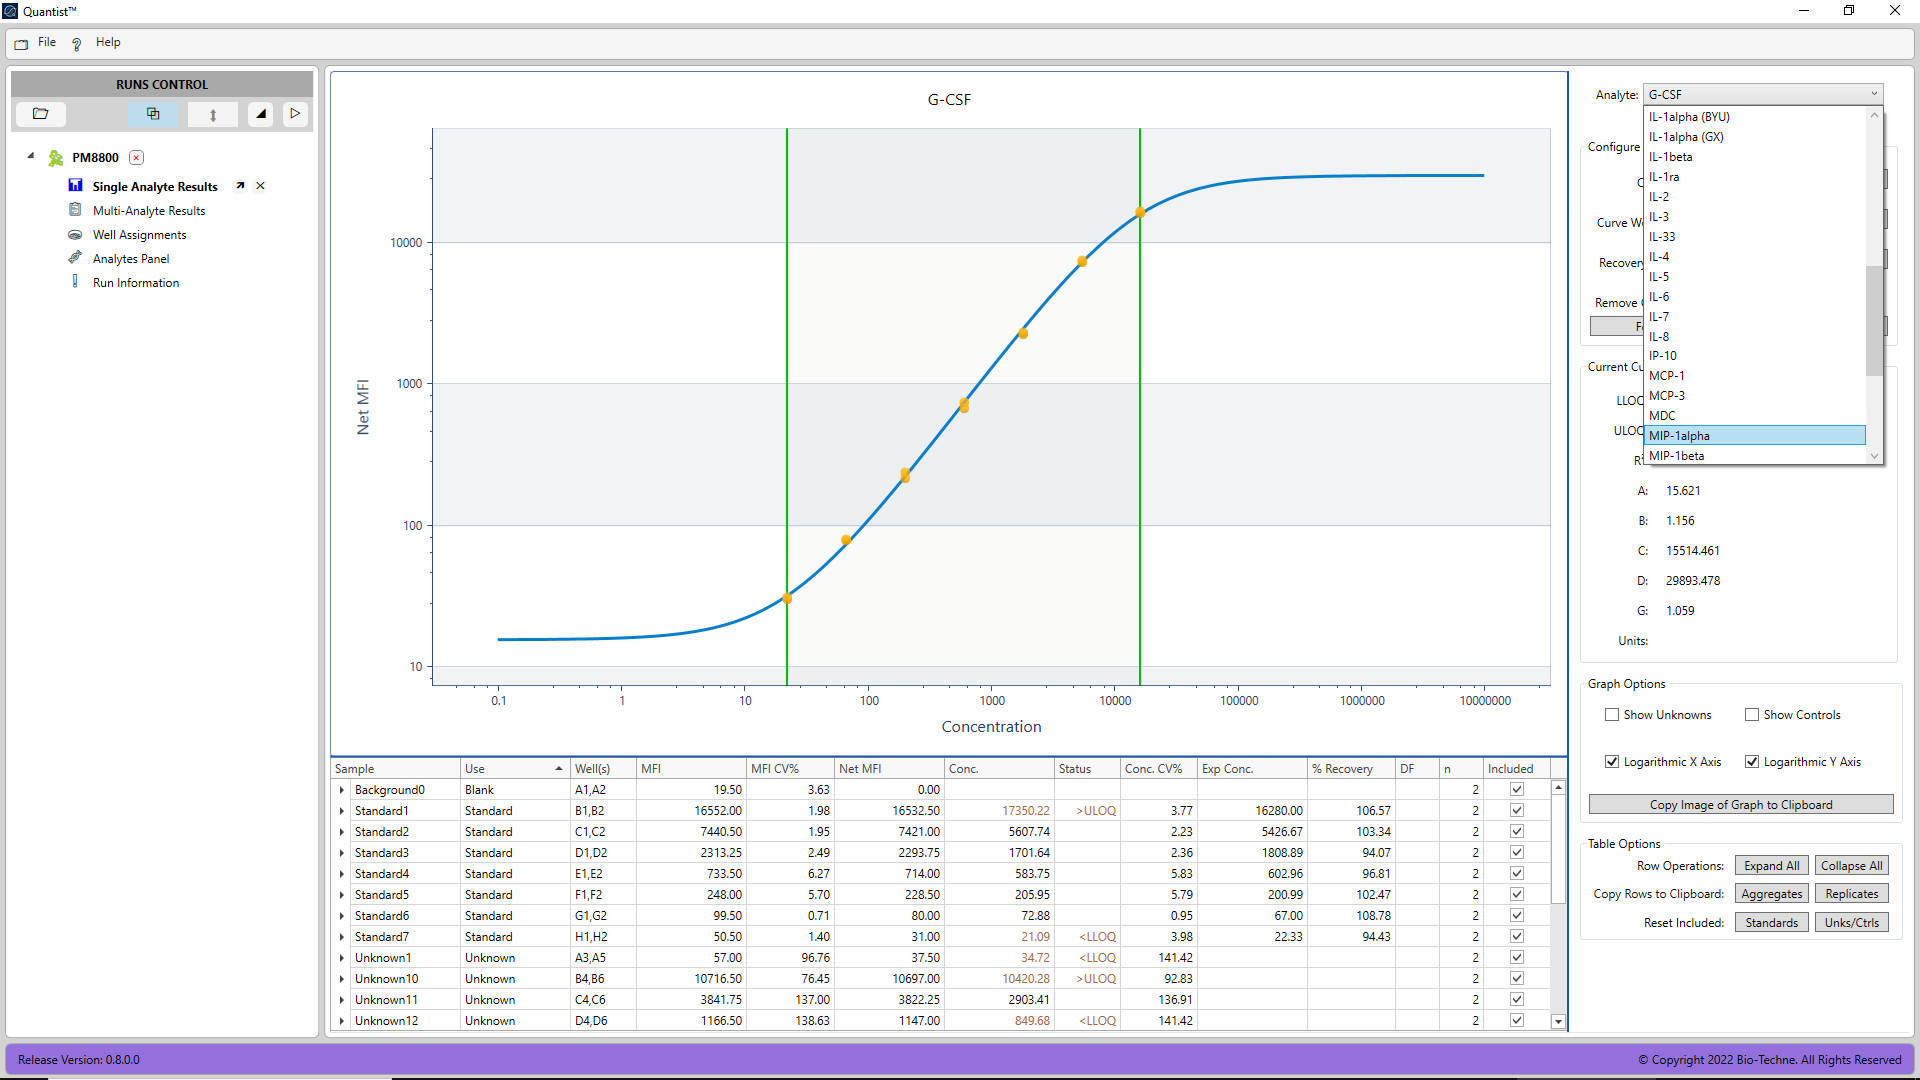 Quantist™
File Help
RUNS CONTROL
PM8800
Single Analyte Results
Multi-Analyte Results
Well Assignments
Analytes Panel
Run Information
G-CSF
Net MFI
10000
1000
100
10
0.1 1 10 100 1000 10000 100000 1000000 10000000
Concentration
Analyte: G-CSF
IL-1alpha (BYU)
IL-1alpha (GX)
IL-1beta
IL-1ra
IL-2
IL-3
IL-33
IL-4
IL-5
IL-6
IL-7
IL-8
IP-10
MCP-1
MCP-3
MDC
MIP-1alpha
MIP-1beta
Configure
Recovery
Remove
A: 15.621
B: 1.156
C: 15514.461
D: 29893.478
G: 1.059
Units:
Graph Options
Show Unknowns Show Controls
Logarithmic X Axis Logarithmic Y Axis
Copy Image of Graph to Clipboard
Table Options
Row Operations: Expand All Collapse All
Copy Rows to Clipboard: Aggregates Replicates
Reset Included: Standards Unks/Ctrls
Sample Use Well(s) MFI MFI CV% Net MFI Conc. Status Conc. CV% Exp Conc. % Recovery DF n Included
Background0 Blank A1,A2 19.50 3.63 0.00 2
Standard1 Standard B1,B2 16552.00 1.98 16532.50 17350.22 >ULOQ 3.77 16280.00 106.57 2
Standard2 Standard C1,C2 7440.50 1.95 7421.00 5607.74 2.23 5426.67 103.34 2
Standard3 Standard D1,D2 2313.25 2.49 2293.75 1701.64 2.36 1808.89 94.07 2
Standard4 Standard E1,E2 733.50 6.27 714.00 583.75 5.83 602.96 96.81 2
Standard5 Standard F1,F2 248.00 5.70 228.50 205.95 5.79 200.99 102.47 2
Standard6 Standard G1,G2 99.50 0.71 80.00 72.88 0.95 67.00 108.78 2
Standard7 Standard H1,H2 50.50 1.40 31.00 21.09 <LLOQ 3.98 22.33 94.43 2
Unknown1 Unknown A3,A5 57.00 96.76 37.50 34.72 <LLOQ 141.42 2
Unknown10 Unknown B4,B6 10716.50 76.45 10697.00 10420.28 >ULOQ 92.83 2
Unknown11 Unknown C4,C6 3841.75 137.00 3822.25 2903.41 136.91 2
Unknown12 Unknown D4,D6 1166.50 138.63 1147.00 849.68 <LLOQ 141.42 2
Release Version: 0.8.0.0
© Copyright 2022 Bio-Techne. All Rights Reserved